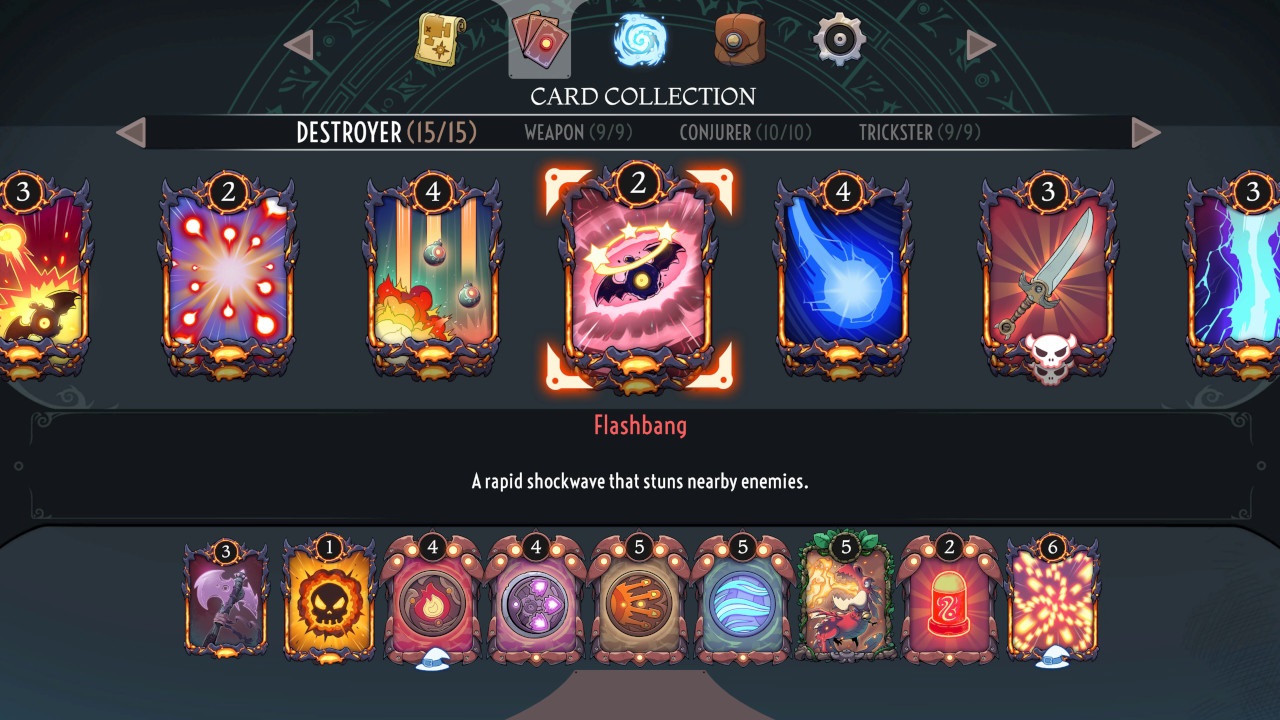 CARD COLLECTION
DESTROYER (15/15) WEAPON (9/9) CONJURER (10/10) TRICKSTER (9/9)
3 2 4 2 4 3 3
Flashbang
A rapid shockwave that stuns nearby enemies.
3 1 4 4 5 5 5 2 6